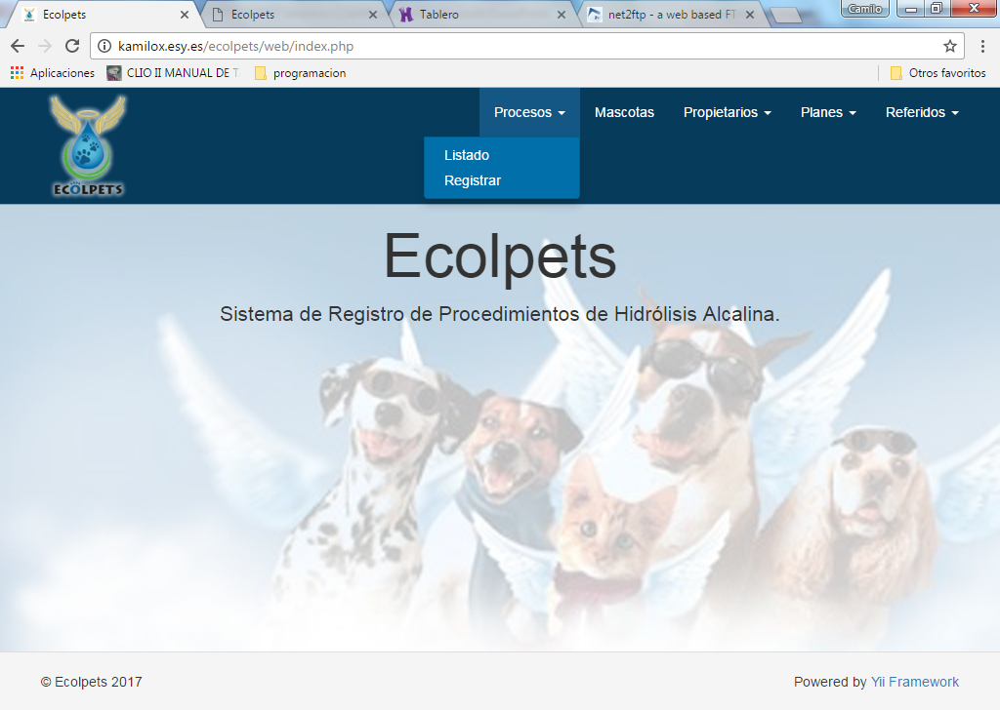 Ecolpets
Ecolpets
Tablero
net2ftp - a web based FT
Camilo
kamilox.esy.es/ecolpets/web/index.php
Aplicaciones
CLIO II MANUAL DE T
programacion
Otros favoritos
ECOLPETS
Procesos
Mascotas
Propietarios
Planes
Referidos
Listado
Registrar
Ecolpets
Sistema de Registro de Procedimientos de Hidrólisis Alcalina.
© Ecolpets 2017
Powered by Yii Framework